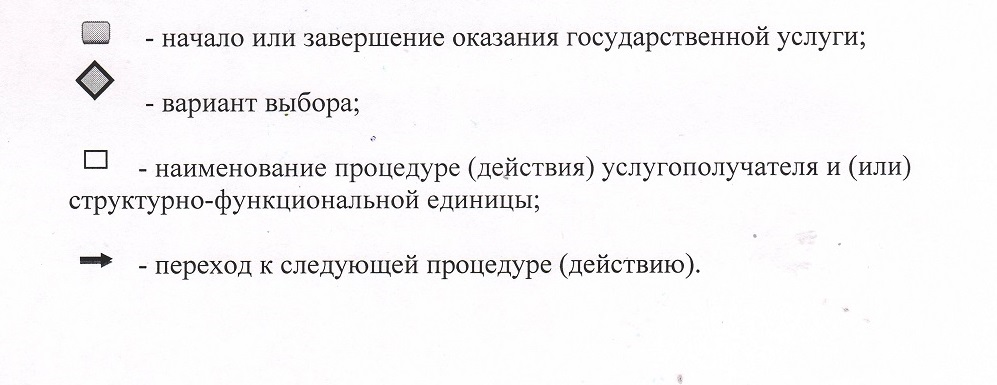 - начало или завершение оказания государственной услуги;
- вариант выбора;
- наименование процедуре (действия) услугополучателя и (или)
структурно-функциональной единицы;
- переход к следующей процедуре (действию).